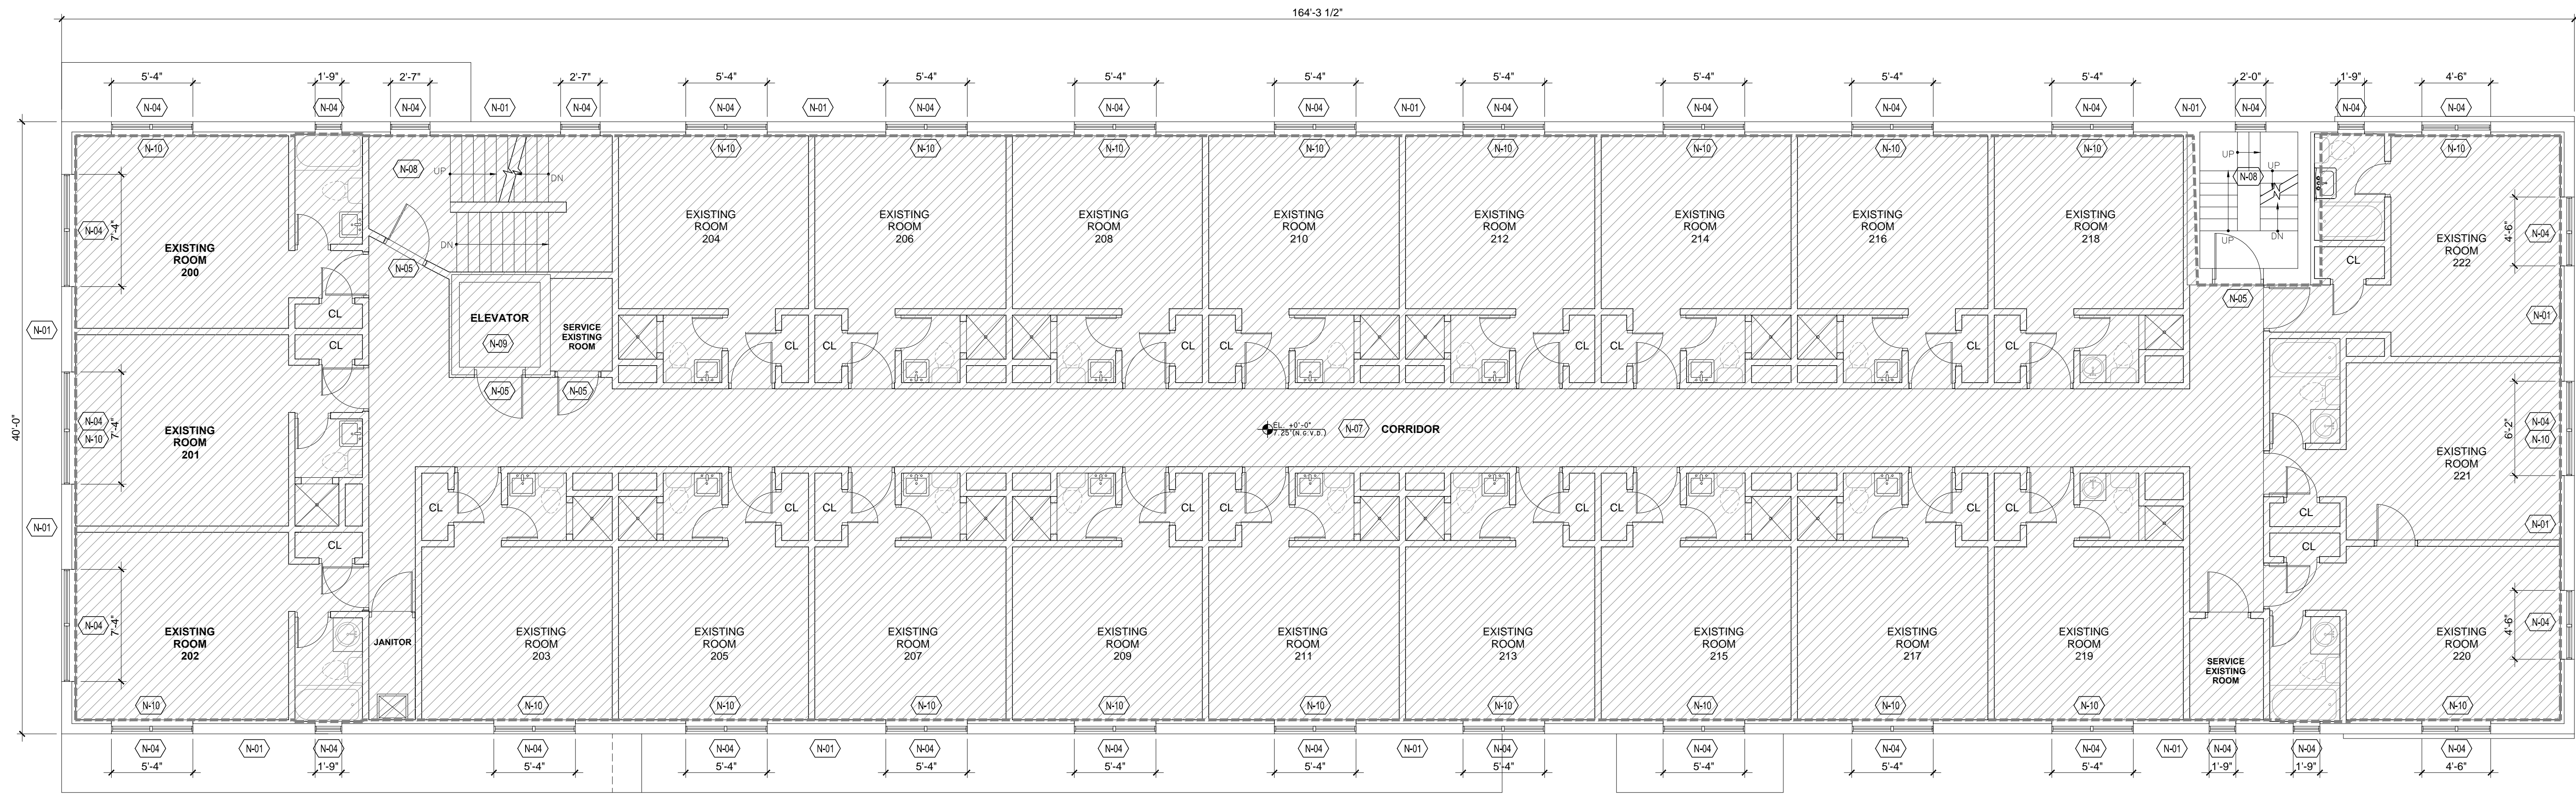 164'-3 1/2"
5'-4"
1'-9"
2'-7"
2'-7"
5'-4"
5'-4"
5'-4"
5'-4"
5'-4"
5'-4"
5'-4"
5'-4"
2'-0"
1'-9"
4'-6"
N-04
N-04
N-04
N-01
N-04
N-04
N-01
N-04
N-04
N-04
N-01
N-04
N-04
N-04
N-04
N-01
N-04
N-04
N-04
N-10
N-08
N-10
N-10
N-10
N-10
N-10
N-10
N-10
N-10
N-08
N-10
UP
DN
DN
UP
UP
UP
DN
N-04
7'-4"
EXISTING
ROOM
200
N-05
EXISTING
ROOM
204
EXISTING
ROOM
206
EXISTING
ROOM
208
EXISTING
ROOM
210
EXISTING
ROOM
212
EXISTING
ROOM
214
EXISTING
ROOM
216
EXISTING
ROOM
218
EXISTING
ROOM
222
4'-6"
N-04
CL
N-05
N-01
CL
CL
ELEVATOR
N-09
SERVICE
EXISTING
ROOM
CL
CL
CL
CL
CL
CL
CL
CL
N-01
N-05
N-05
40'-0"
N-04
N-10
7'-4"
EXISTING
ROOM
201
EL. +0'-0"
7.25'(N.G.V.D.)
N-07
CORRIDOR
6'-2"
N-04
N-10
EXISTING
ROOM
221
N-01
CL
CL
CL
CL
CL
CL
CL
CL
CL
CL
CL
N-01
CL
CL
N-04
7'-4"
EXISTING
ROOM
202
JANITOR
EXISTING
ROOM
203
EXISTING
ROOM
205
EXISTING
ROOM
207
EXISTING
ROOM
209
EXISTING
ROOM
211
EXISTING
ROOM
213
EXISTING
ROOM
215
EXISTING
ROOM
217
EXISTING
ROOM
219
SERVICE
EXISTING
ROOM
EXISTING
ROOM
220
4'-6"
N-04
N-10
N-10
N-10
N-10
N-10
N-10
N-10
N-10
N-10
N-10
N-10
N-04
N-01
N-04
N-04
N-04
N-01
N-04
N-04
N-04
N-01
N-04
N-04
N-04
N-04
N-01
N-04
N-04
N-04
5'-4"
1'-9"
5'-4"
5'-4"
5'-4"
5'-4"
5'-4"
5'-4"
5'-4"
5'-4"
5'-4"
1'-9"
1'-9"
4'-6"